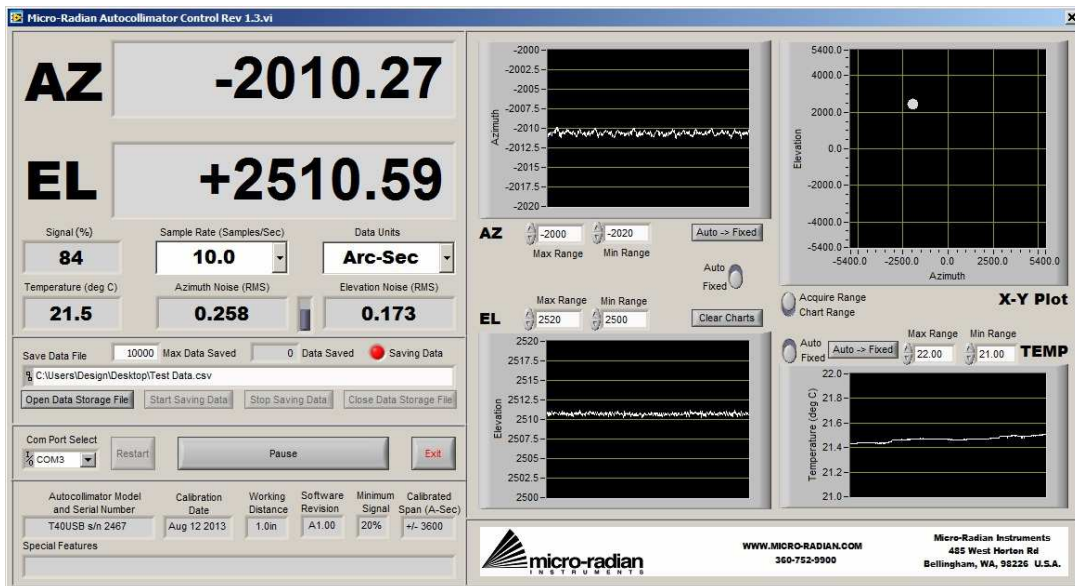 Micro-Radian Autocollimator Control Rev 1.3.vi
AZ
-2010.27
EL
+2510.59
Signal (%)
84
Sample Rate (Samples/Sec)
10.0
Data Units
Arc-Sec
Temperature (deg C)
21.5
Azimuth Noise (RMS)
0.258
Elevation Noise (RMS)
0.173
Save Data File
10000 Max Data Saved
0 Data Saved
Saving Data
C:\Users\Design\Desktop\Test Data.csv
Open Data Storage File
Start Saving Data
Stop Saving Data
Close Data Storage File
Com Port Select
COM3
Restart
Pause
Exit
Autocollimator Model
and Serial Number
T40USB s/n 2467
Calibration
Date
Aug 12 2013
Working
Distance
1.0in
Software
Revision
A1.00
Minimum
Signal
20%
Calibrated
Span (A-Sec)
+/- 3600
Special Features
Azimuth
-2000
-2002.5
-2005
-2007.5
-2010
-2012.5
-2015
-2017.5
-2020
AZ
-2000
Max Range
-2020
Min Range
Auto -> Fixed
Auto
Fixed
EL
Max Range
2520
Min Range
2500
Clear Charts
Elevation
2520
2517.5
2515
2512.5
2510
2507.5
2505
2502.5
2500
Elevation
5400.0
4000.0
2000.0
0.0
-2000.0
-4000.0
-5400.0
-5400.0 -2500.0 0.0 2500.0 5400.0
Azimuth
Acquire Range
Chart Range
X-Y Plot
Auto
Fixed
Auto -> Fixed
Max Range
22.00
Min Range
21.00
TEMP
Temperature (deg C)
22.0
21.8
21.6
21.4
21.2
21.0
micro-radian
INSTRUMENTS
WWW.MICRO-RADIAN.COM
360-752-9900
Micro-Radian Instruments
485 West Horton Rd
Bellingham, WA, 98226 U.S.A.